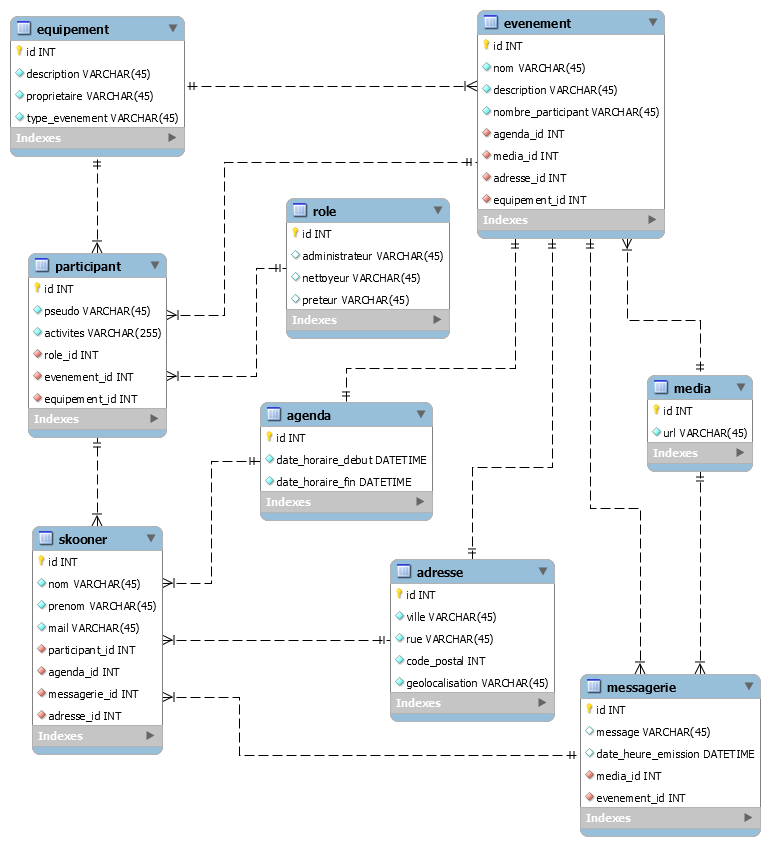 equipement
id INT
description VARCHAR(45)
proprietaire VARCHAR(45)
type_evenement VARCHAR(45)
Indexes
evenement
id INT
nom VARCHAR(45)
description VARCHAR(45)
nombre_participant VARCHAR(45)
agenda_id INT
media_id INT
adresse_id INT
equipement_id INT
Indexes
role
id INT
administrateur VARCHAR(45)
nettoyeur VARCHAR(45)
preteur VARCHAR(45)
Indexes
participant
id INT
pseudo VARCHAR(45)
activites VARCHAR(255)
role_id INT
evenement_id INT
equipement_id INT
Indexes
agenda
id INT
date_horaire_debut DATETIME
date_horaire_fin DATETIME
Indexes
media
id INT
url VARCHAR(45)
Indexes
skooner
id INT
nom VARCHAR(45)
prenom VARCHAR(45)
mail VARCHAR(45)
participant_id INT
agenda_id INT
messagerie_id INT
adresse_id INT
Indexes
adresse
id INT
ville VARCHAR(45)
rue VARCHAR(45)
code_postal INT
geolocalisation VARCHAR(45)
Indexes
messagerie
id INT
message VARCHAR(45)
date_heure_emission DATETIME
media_id INT
evenement_id INT
Indexes